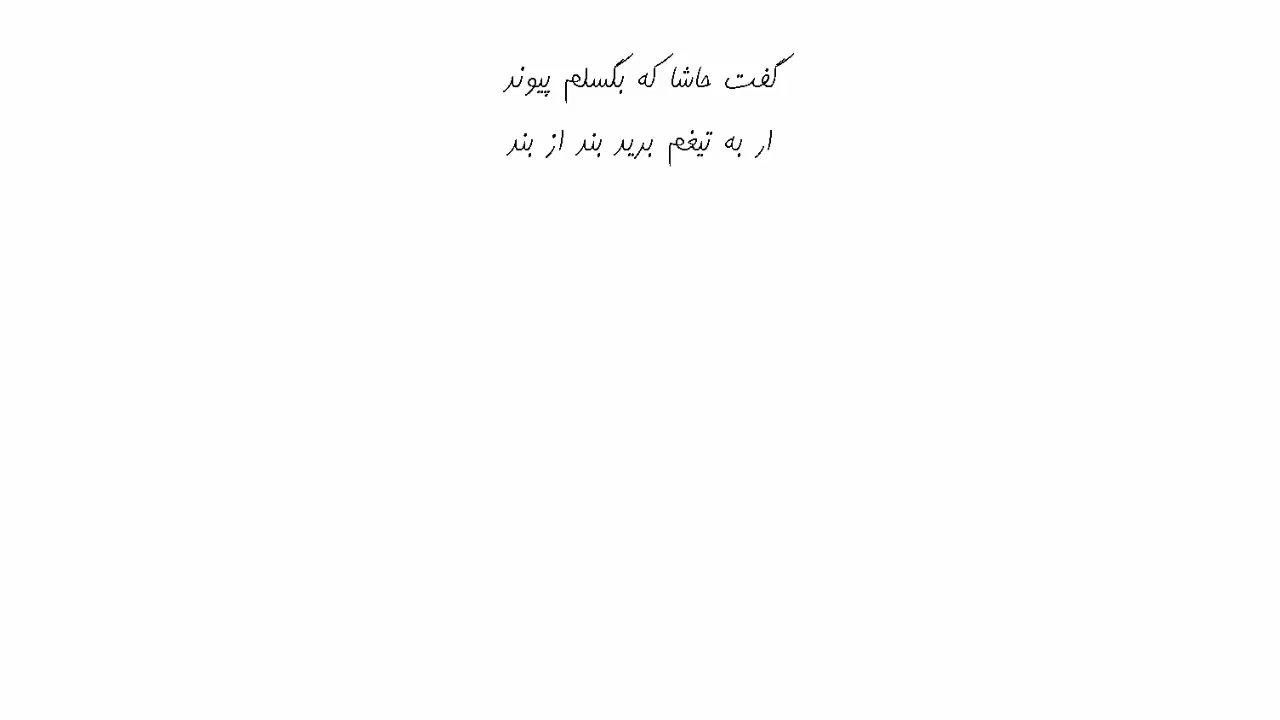 گفت حاشا که بگسلم پیوند
ار به تیغم برید بند از بند